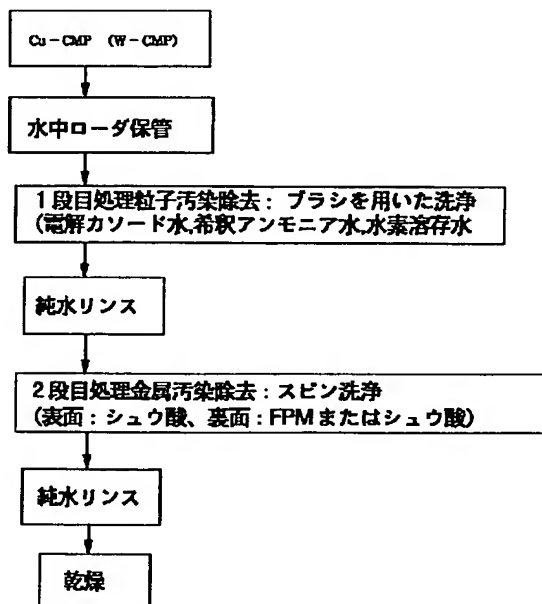 Cu-CMP (W-CMP)
水中ローダ保管
1段目処理粒子汚染除去:ブラシを用いた洗浄
(電解カソード水,希釈アンモニア水,水素溶存水
純水リンス
2段目処理金属汚染除去:スピン洗浄
(表面:シュウ酸、裏面:FPMまたはシュウ酸)
純水リンス
乾燥